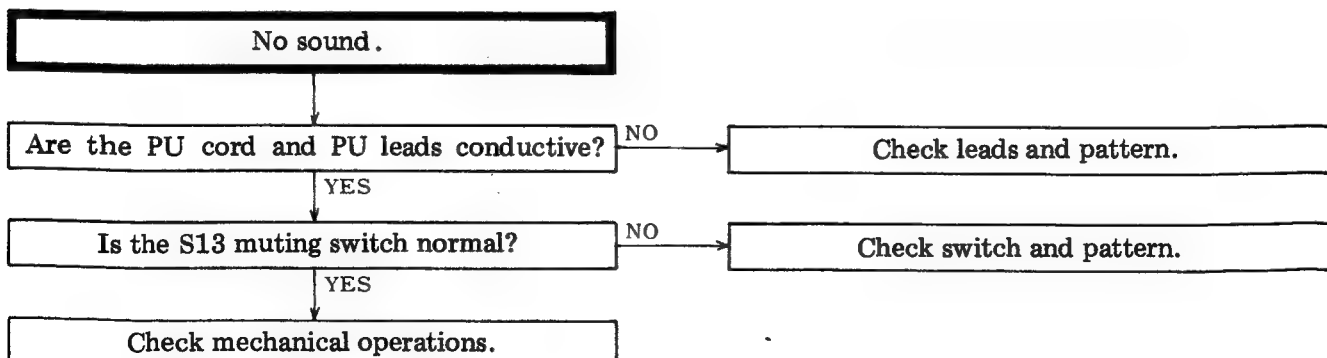 No sound.
Are the PU cord and PU leads conductive?
NO
Check leads and pattern.
YES
Is the S13 muting switch normal?
NO
Check switch and pattern.
YES
Check mechanical operations.